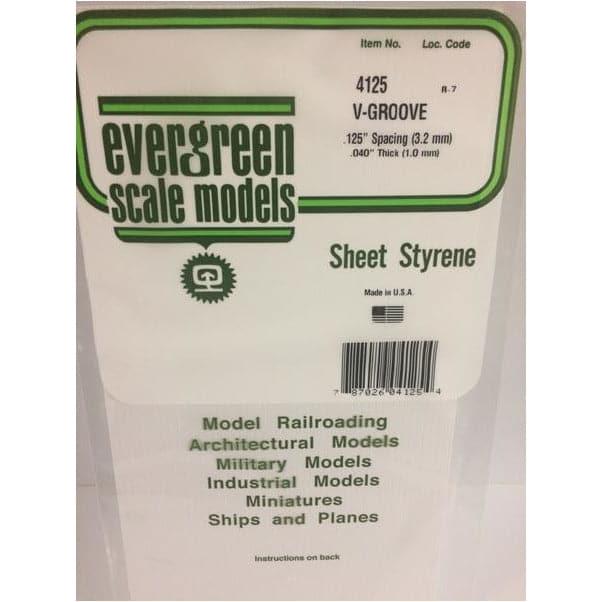 Item No. Loc. Code
4125 R-7
V-GROOVE
.125" Spacing (3.2 mm)
.040" Thick (1.0 mm)
evergreen
scale models
Sheet Styrene
Made in U.S.A.
7 87026 04125 4
Model Railroading
Architectural Models
Military Models
Industrial Models
Miniatures
Ships and Planes
Instructions on back